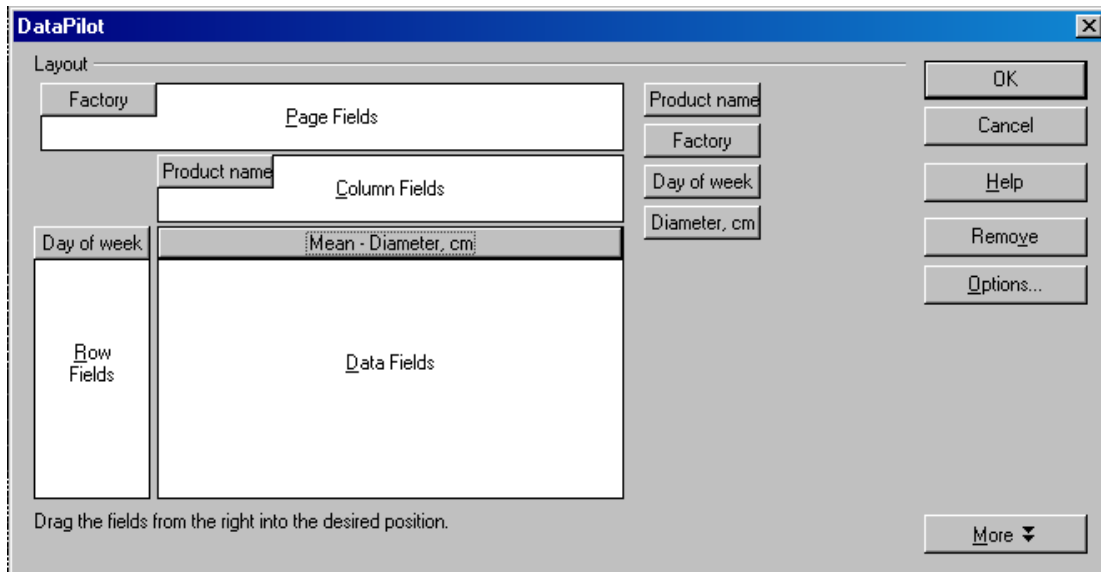 DataPilot
Layout
Factory
Page Fields
Product name
Column Fields
Day of week
Mean - Diameter, cm
Row
Fields
Data Fields
Product name
Factory
Day of week
Diameter, cm
OK
Cancel
Help
Remove
Options...
Drag the fields from the right into the desired position.
More